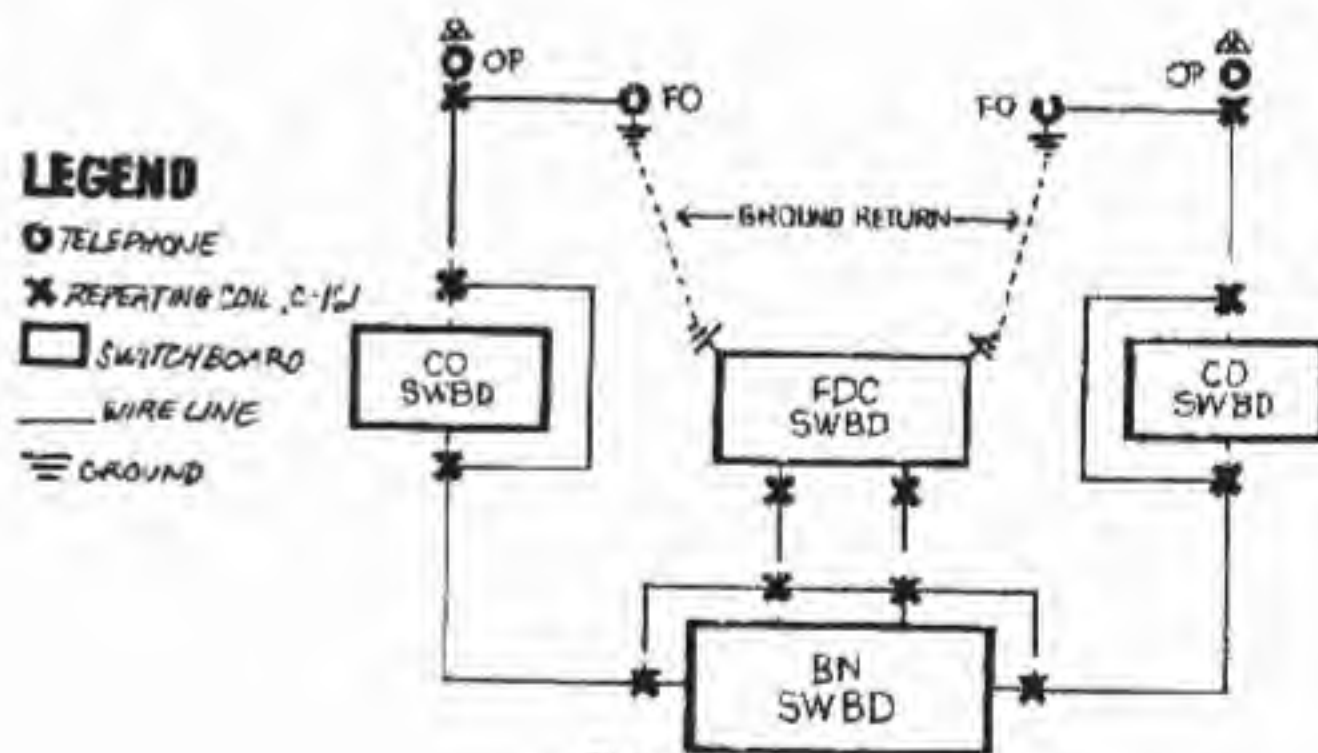 OP
FO
OP
FO
GROUND RETURN
LEGEND
TELEPHONE
REPEATING COIL
SWITCHBOARD
WIRE LINE
GROUND
CO
SWBD
FDC
SWBD
CO
SWBD
BN
SWBD